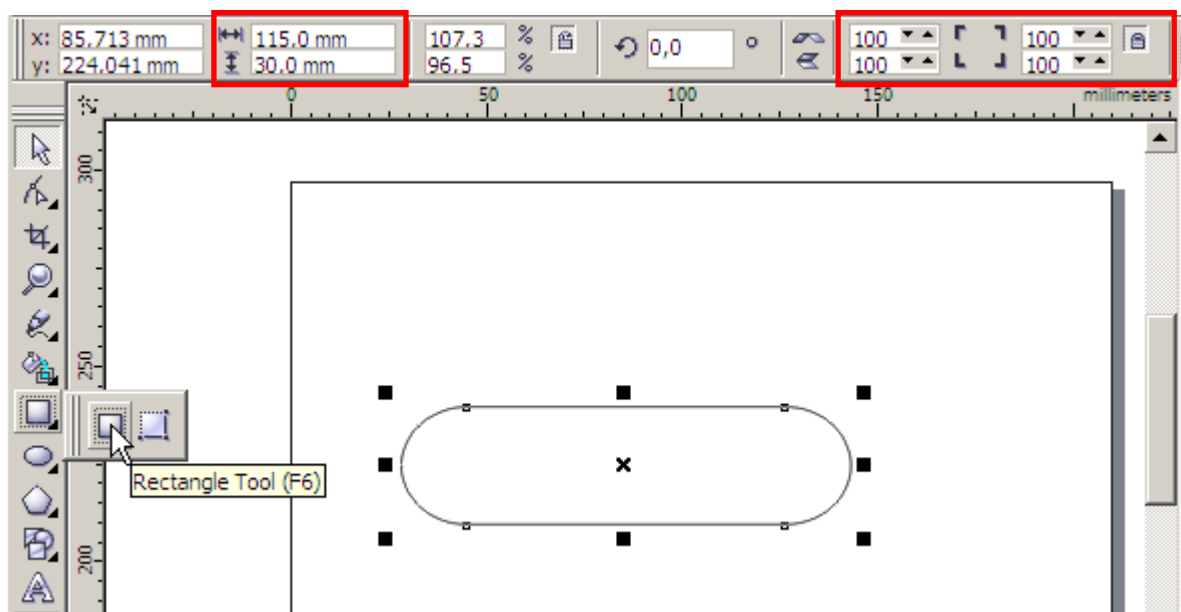 x: 85,713 mm 115,0 mm 107,3 % 0,0 ° 100 100
y: 224,041 mm 30,0 mm 96,5 % 100 100
0 50 100 150 millimeters
300
250
Rectangle Tool (F6)
200